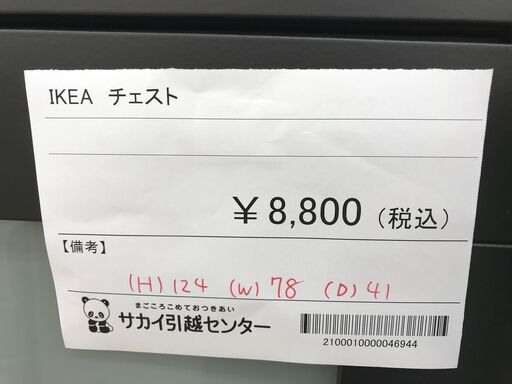 IKEA チェスト
¥8,800（税込）
【備考】
(H) 124 (W) 78 (D) 41
まごころこめておつきあい
サカイ引越センター
2100010000046944